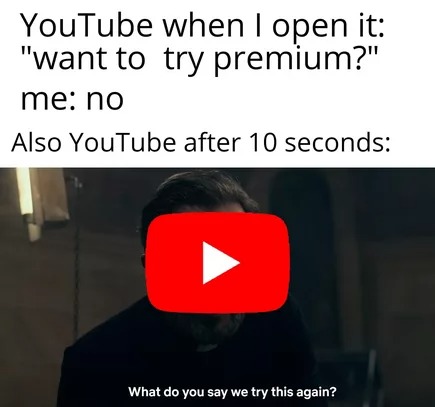 YouTube when I open it:
"want to  try premium?"
me: no
Also YouTube after 10 seconds:
What do you say we try this again?